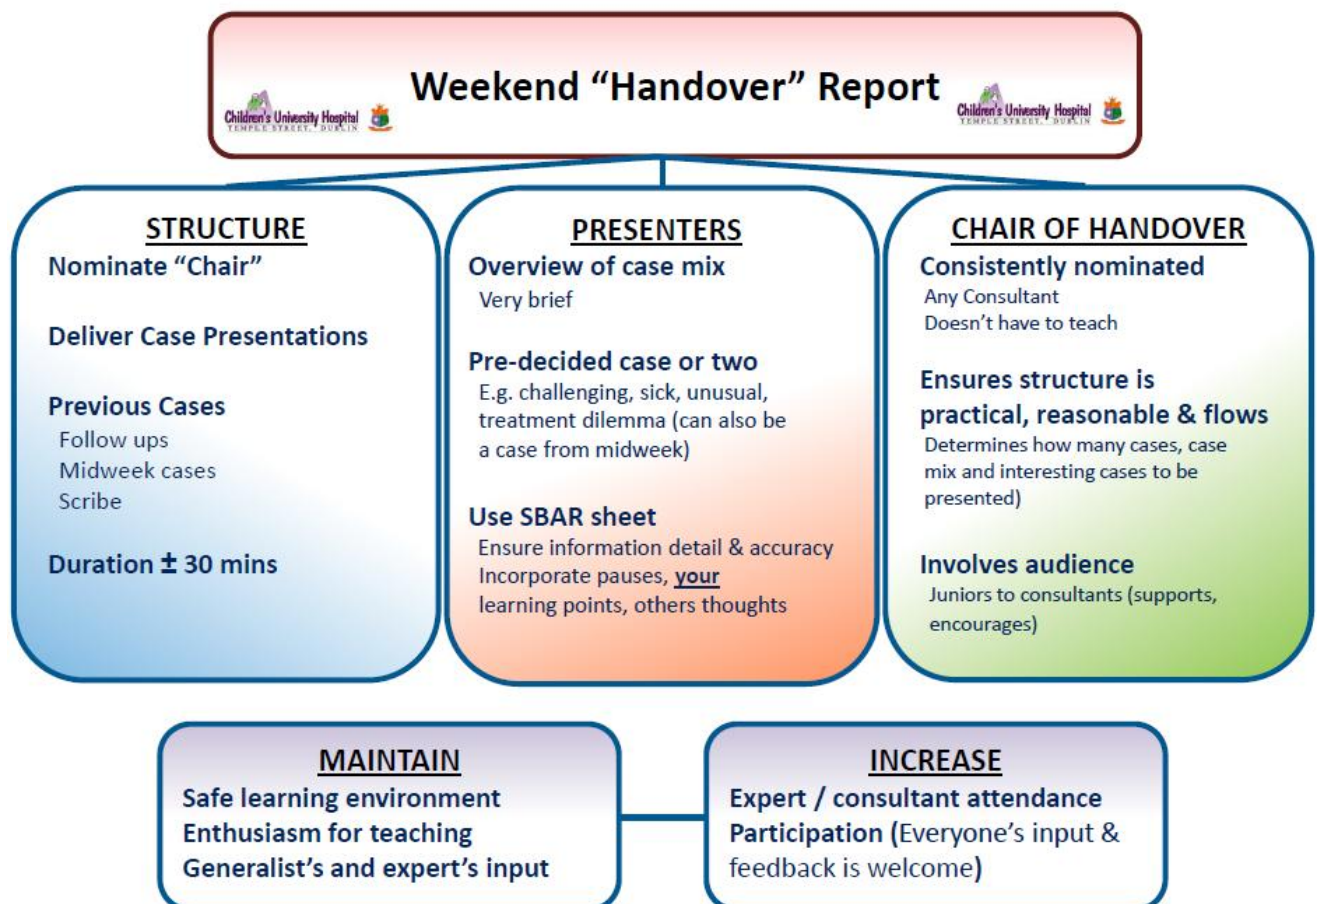 Weekend “Handover” Report
Children's University Hospital
TEMPLE STREET, DUBLIN
Children's University Hospital
TEMPLE STREET, DUBLIN
STRUCTURE
Nominate “Chair”
Deliver Case Presentations
Previous Cases
Follow ups
Midweek cases
Scribe
Duration ± 30 mins
PRESENTERS
Overview of case mix
Very brief
Pre-decided case or two
E.g. challenging, sick, unusual,
treatment dilemma (can also be
a case from midweek)
Use SBAR sheet
Ensure information detail & accuracy
Incorporate pauses, your
learning points, others thoughts
CHAIR OF HANDOVER
Consistently nominated
Any Consultant
Doesn’t have to teach
Ensures structure is
practical, reasonable & flows
Determines how many cases, case
mix and interesting cases to be
presented)
Involves audience
Juniors to consultants (supports,
encourages)
MAINTAIN
Safe learning environment
Enthusiasm for teaching
Generalist’s and expert’s input
INCREASE
Expert / consultant attendance
Participation (Everyone’s input &
feedback is welcome)